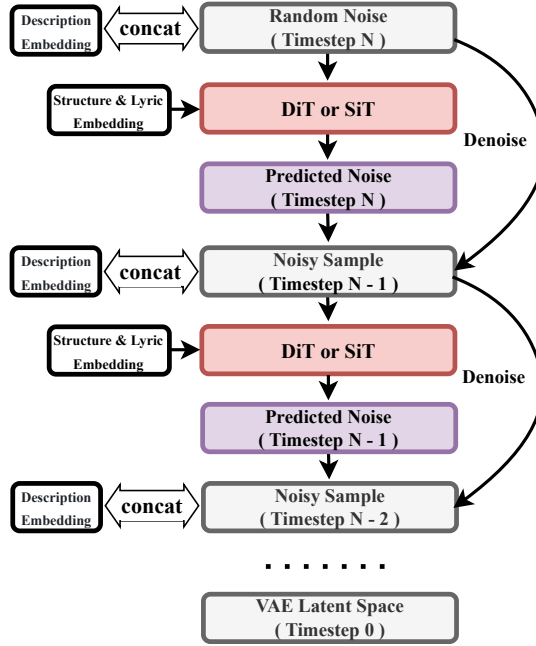 Description
Embedding
concat
Random Noise
( Timestep N )
Structure & Lyric
Embedding
DiT or SiT
Denoise
Predicted Noise
( Timestep N )
Description
Embedding
concat
Noisy Sample
( Timestep N - 1 )
Structure & Lyric
Embedding
DiT or SiT
Denoise
Predicted Noise
( Timestep N - 1 )
Description
Embedding
concat
Noisy Sample
( Timestep N - 2 )
. . . . . . .
VAE Latent Space
( Timestep 0 )